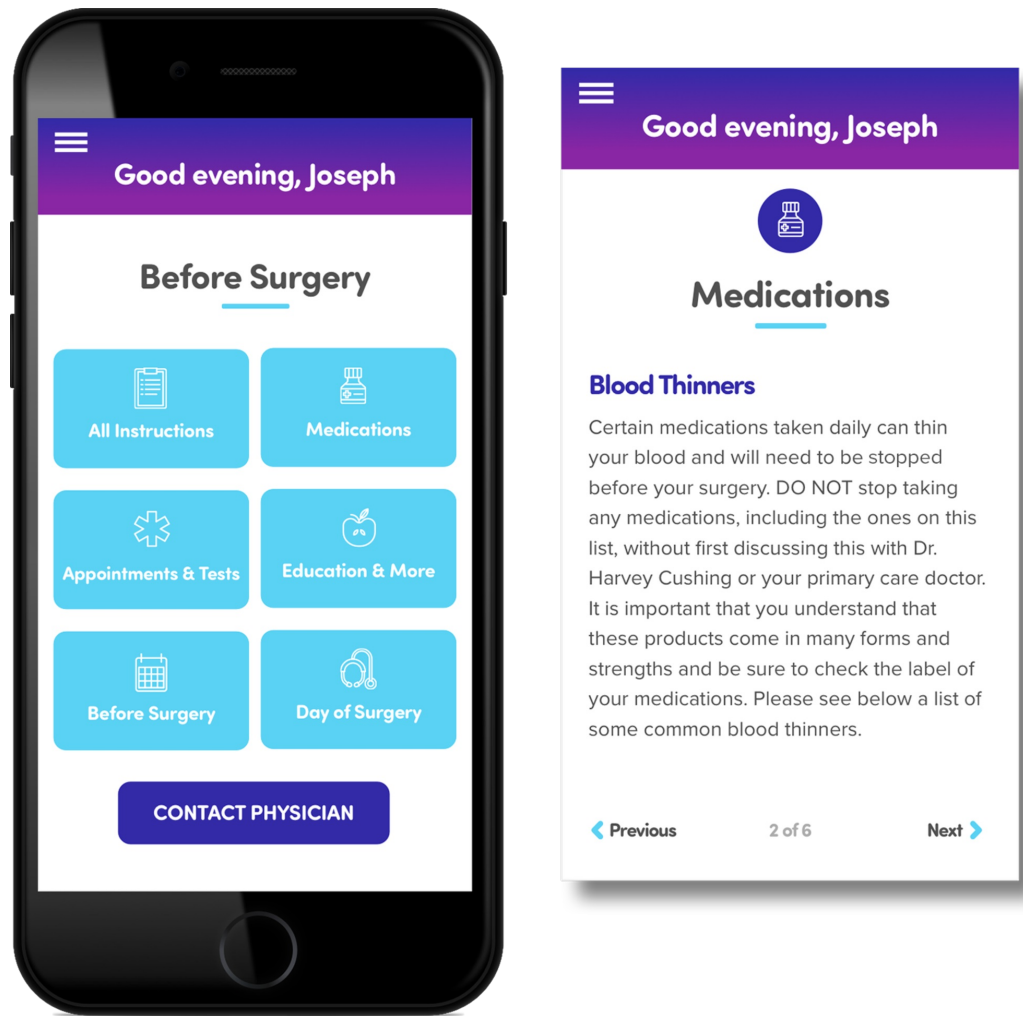 Good evening, Joseph
Before Surgery
All Instructions
Medications
Appointments & Tests
Education & More
Before Surgery
Day of Surgery
CONTACT PHYSICIAN
Good evening, Joseph
Medications
Blood Thinners
Certain medications taken daily can thin
your blood and will need to be stopped
before your surgery. DO NOT stop taking
any medications, including the ones on this
list, without first discussing this with Dr.
Harvey Cushing or your primary care doctor.
It is important that you understand that
these products come in many forms and
strengths and be sure to check the label of
your medications. Please see below a list of
some common blood thinners.
Previous
2 of 6
Next